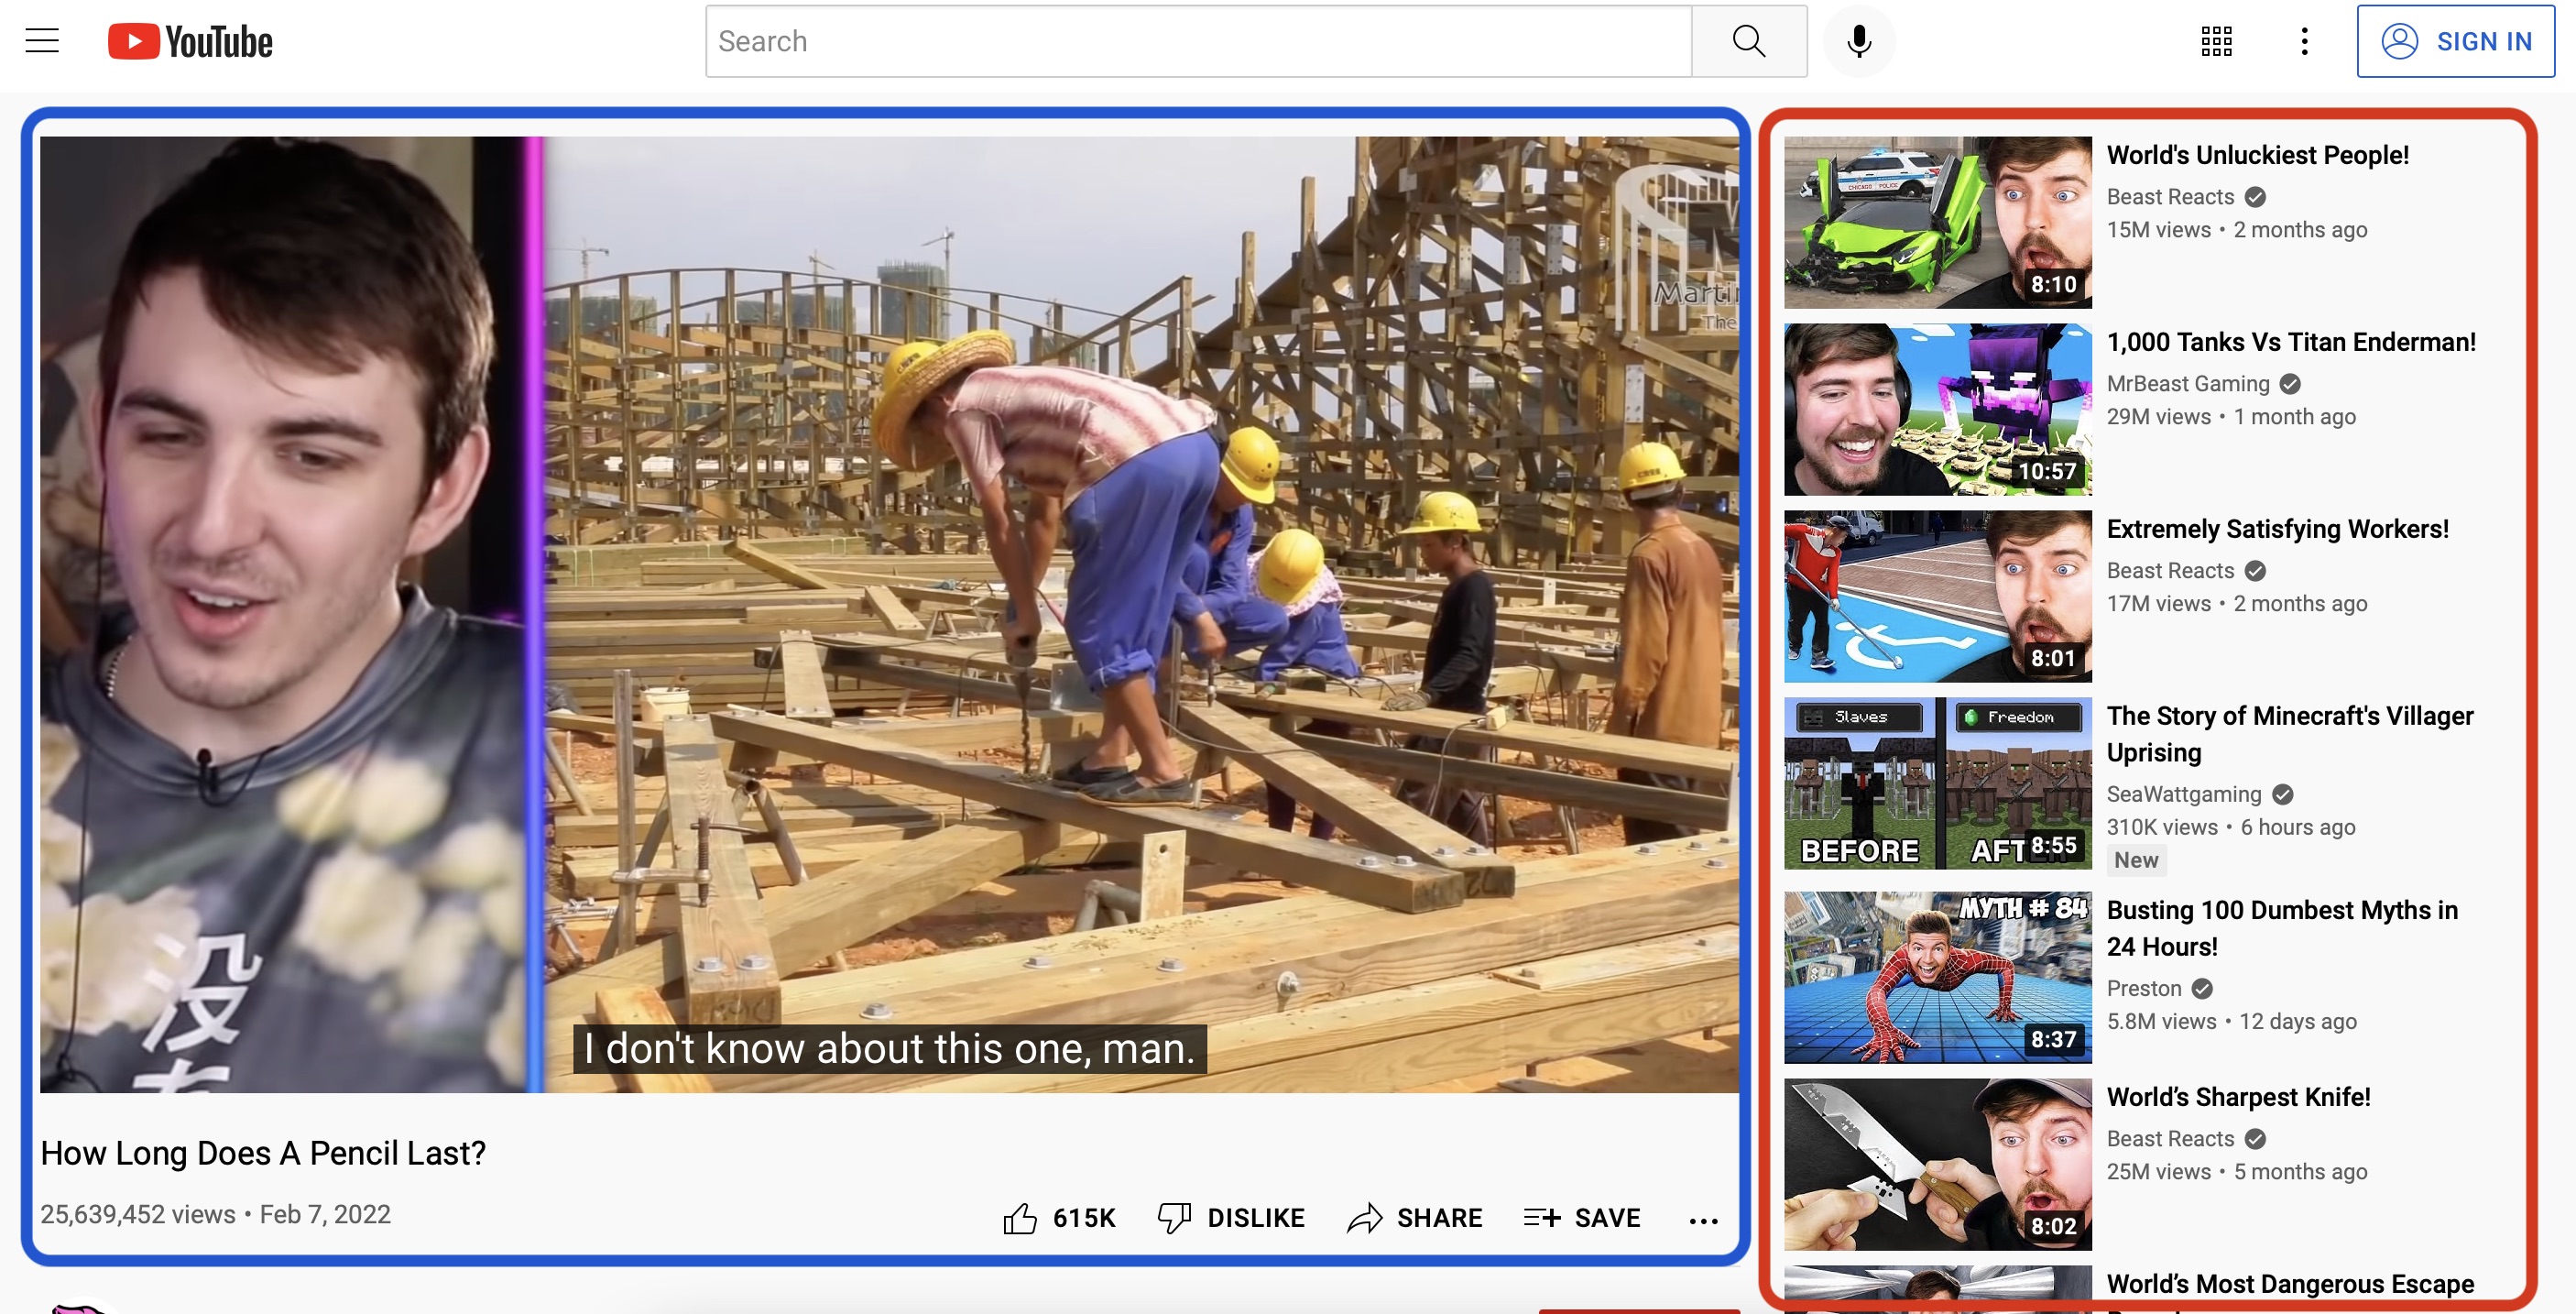 YouTube
Search
SIGN IN
CHICAGO POLICE
Marti
The
没
I don't know about this one, man.
How Long Does A Pencil Last?
25,639,452 views • Feb 7, 2022
615K
DISLIKE
SHARE
SAVE
8:10
World's Unluckiest People!
Beast Reacts
15M views • 2 months ago
10:57
1,000 Tanks Vs Titan Enderman!
MrBeast Gaming
29M views • 1 month ago
8:01
Extremely Satisfying Workers!
Beast Reacts
17M views • 2 months ago
Slaves
Freedom
BEFORE
AFT
8:55
The Story of Minecraft's Villager
Uprising
SeaWattgaming
310K views • 6 hours ago
New
MYTH # 84
8:37
Busting 100 Dumbest Myths in
24 Hours!
Preston
5.8M views • 12 days ago
8:02
World’s Sharpest Knife!
Beast Reacts
25M views • 5 months ago
World’s Most Dangerous Escape